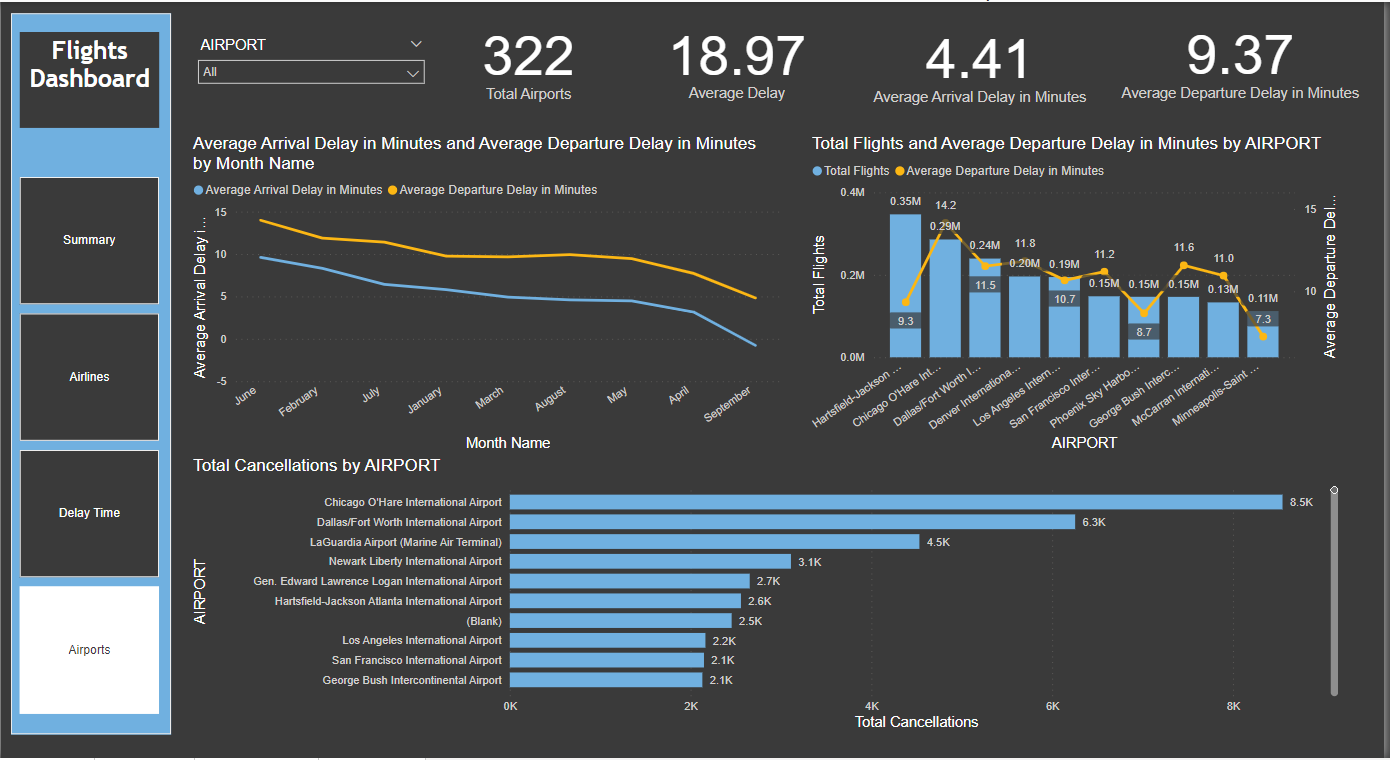 Flights
Dashboard
Summary
Airlines
Delay Time
Airports
AIRPORT
All
322
Total Airports
18.97
Average Delay
4.41
Average Arrival Delay in Minutes
9.37
Average Departure Delay in Minutes
Average Arrival Delay in Minutes and Average Departure Delay in Minutes
by Month Name
Average Arrival Delay in Minutes
Average Departure Delay in Minutes
Average Arrival Delay i...
15
10
5
0
-5
June
February
July
January
March
August
May
April
September
Month Name
Total Flights and Average Departure Delay in Minutes by AIRPORT
Total Flights
Average Departure Delay in Minutes
Total Flights
0.4M
0.2M
0.0M
0.35M
0.29M
0.24M
0.20M
0.19M
0.15M
0.15M
0.15M
0.13M
0.11M
9.3
14.2
11.5
11.8
10.7
11.2
8.7
11.6
11.0
7.3
15
10
Average Departure Del...
Hartsfield-Jackson ...
Chicago O'Hare Int...
Dallas/Fort Worth I...
Denver Internationa...
Los Angeles Intern...
San Francisco Inter...
Phoenix Sky Harbo...
George Bush Interc...
McCarran Internati...
Minneapolis-Saint ...
AIRPORT
Total Cancellations by AIRPORT
AIRPORT
Chicago O'Hare International Airport 8.5K
Dallas/Fort Worth International Airport 6.3K
LaGuardia Airport (Marine Air Terminal) 4.5K
Newark Liberty International Airport 3.1K
Gen. Edward Lawrence Logan International Airport 2.7K
Hartsfield-Jackson Atlanta International Airport 2.6K
(Blank) 2.5K
Los Angeles International Airport 2.2K
San Francisco International Airport 2.1K
George Bush Intercontinental Airport 2.1K
0K 2K 4K 6K 8K
Total Cancellations